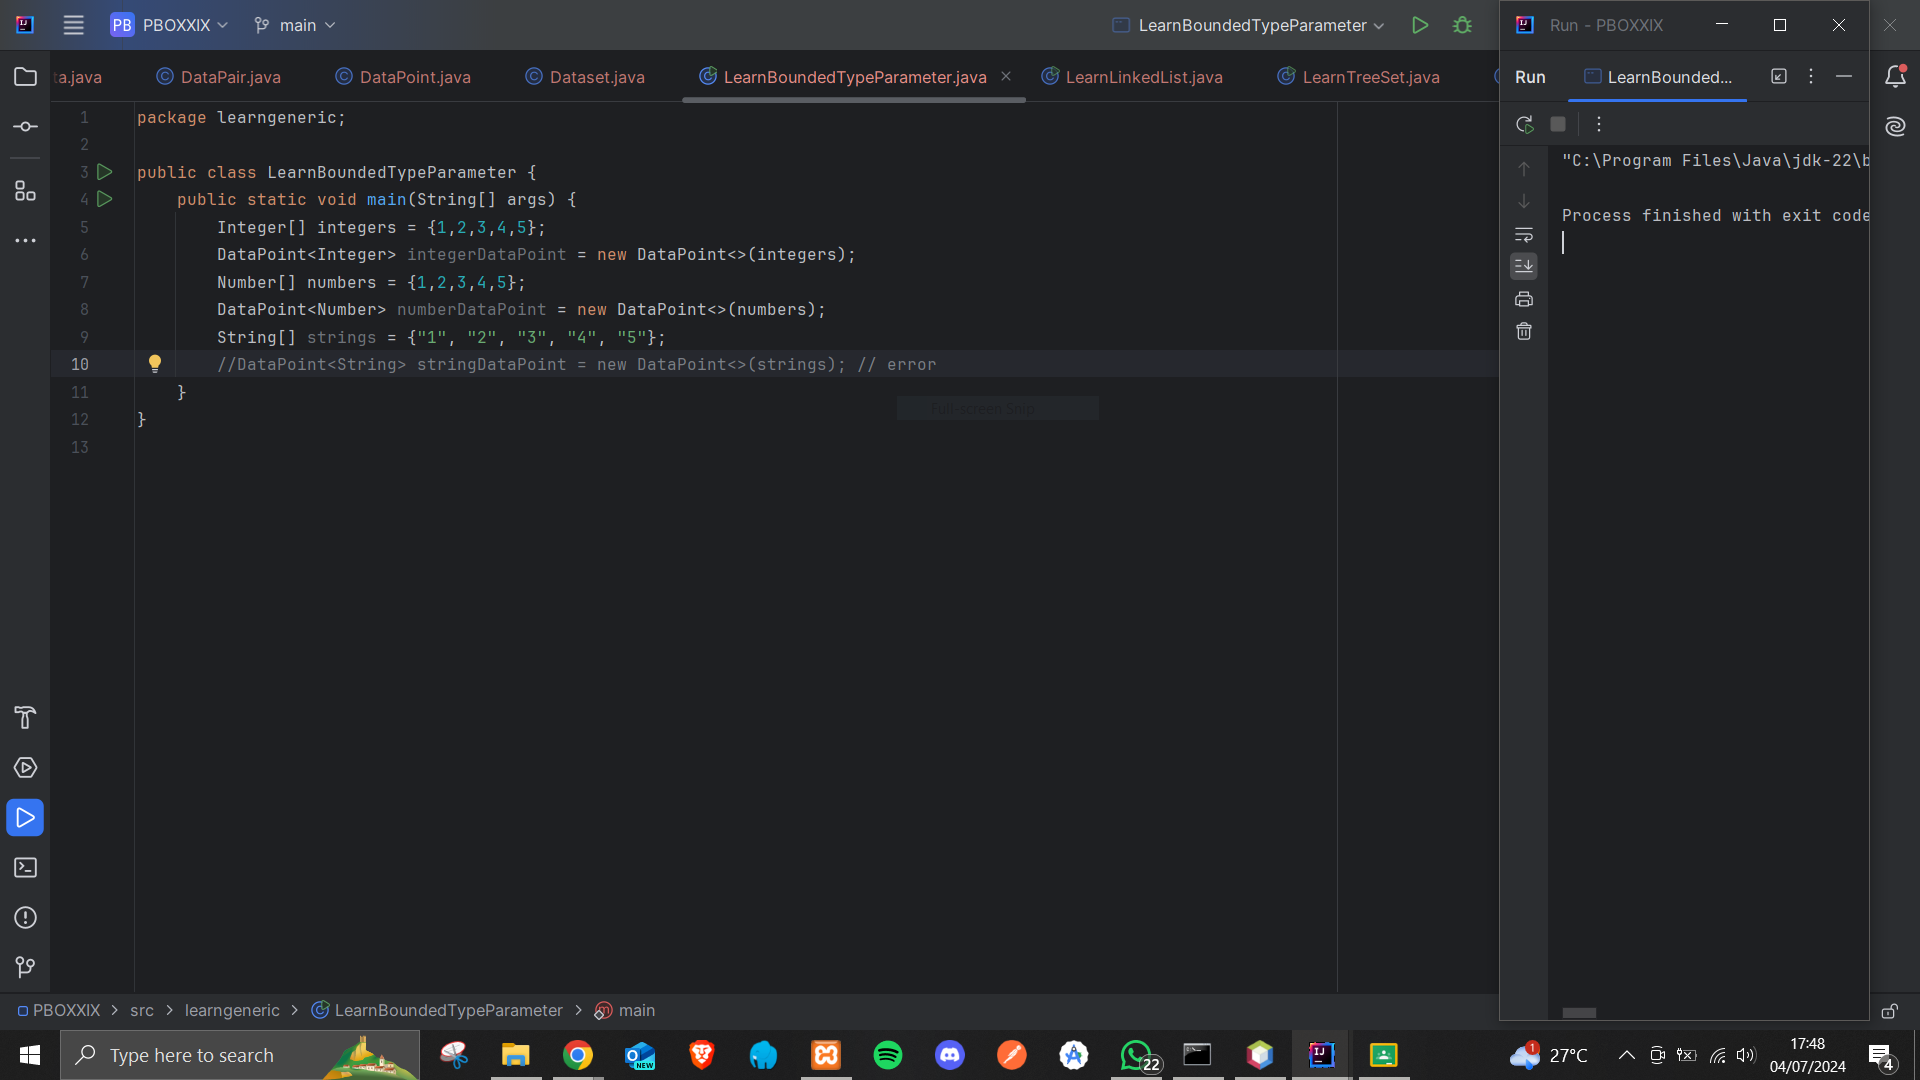 PB PBOXXIX main LearnBoundedTypeParameter
Run - PBOXXIX
ta.java DataPair.java DataPoint.java Dataset.java LearnBoundedTypeParameter.java LearnLinkedList.java LearnTreeSet.java
Run LearnBounded...
1 package learngeneric;
2
3 public class LearnBoundedTypeParameter {
4 public static void main(String[] args) {
5 Integer[] integers = {1,2,3,4,5};
6 DataPoint<Integer> integerDataPoint = new DataPoint<>(integers);
7 Number[] numbers = {1,2,3,4,5};
8 DataPoint<Number> numberDataPoint = new DataPoint<>(numbers);
9 String[] strings = {"1", "2", "3", "4", "5"};
10 //DataPoint<String> stringDataPoint = new DataPoint<>(strings); // error
11 }
12 }
13
Full-screen Snip
"C:\Program Files\Java\jdk-22\b
Process finished with exit code
PBOXXIX > src > learngeneric > LearnBoundedTypeParameter > main
Type here to search
NEW
22
1
27°C
17:48
04/07/2024
4